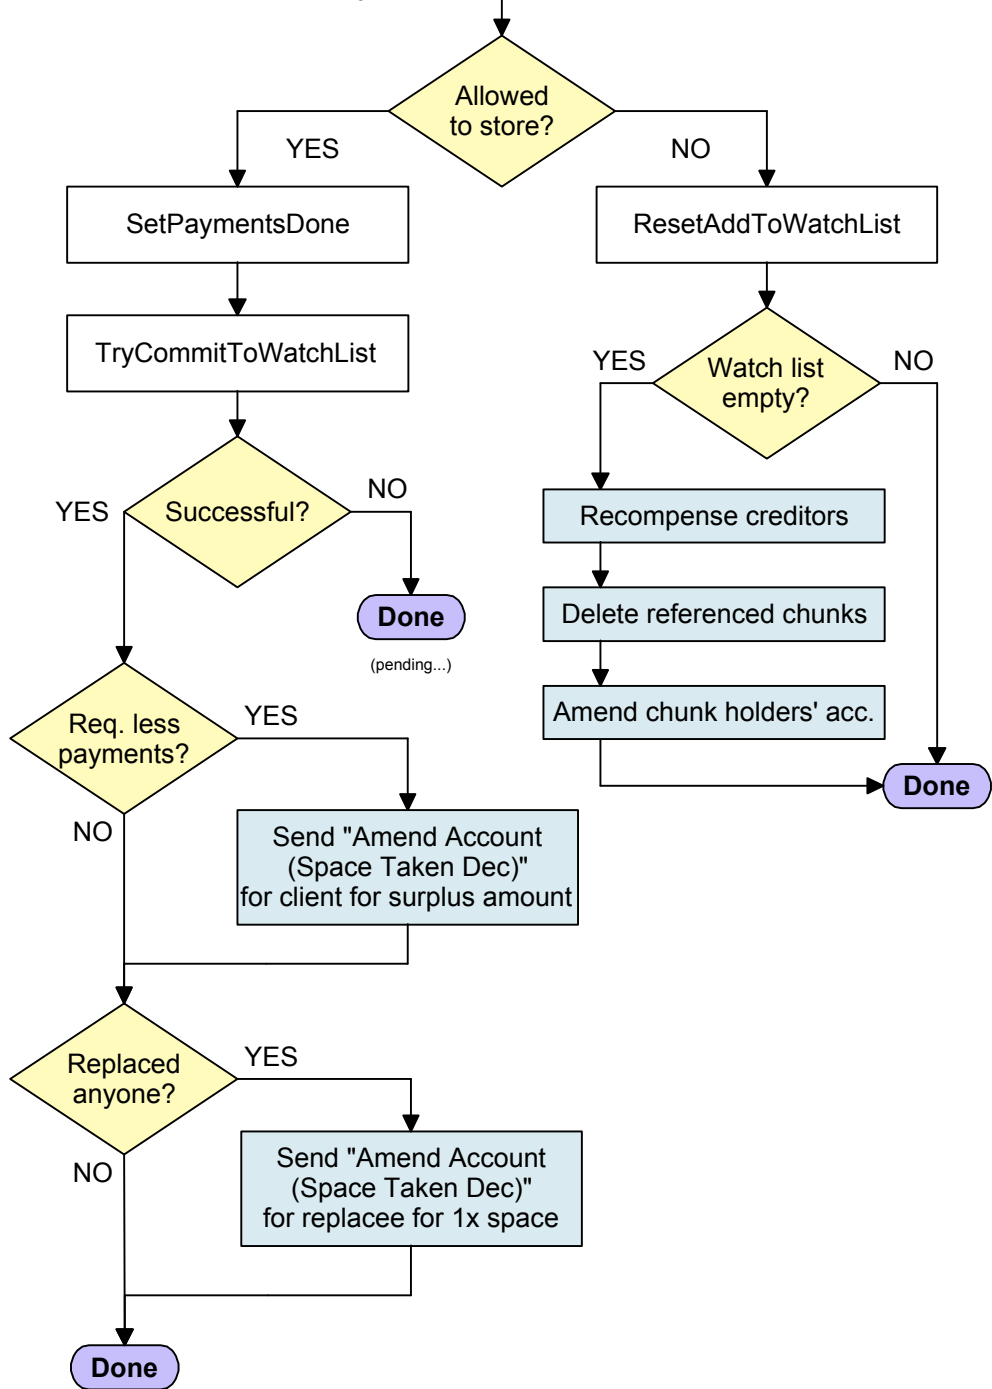 Allowed
to store?
YES
NO
SetPaymentsDone
ResetAddToWatchList
TryCommitToWatchList
YES
Watch list
empty?
NO
YES
Successful?
NO
Recompense creditors
Done
(pending...)
Delete referenced chunks
Amend chunk holders' acc.
Done
Req. less
payments?
YES
NO
Send "Amend Account
(Space Taken Dec)"
for client for surplus amount
Replaced
anyone?
YES
NO
Send "Amend Account
(Space Taken Dec)"
for replacee for 1x space
Done